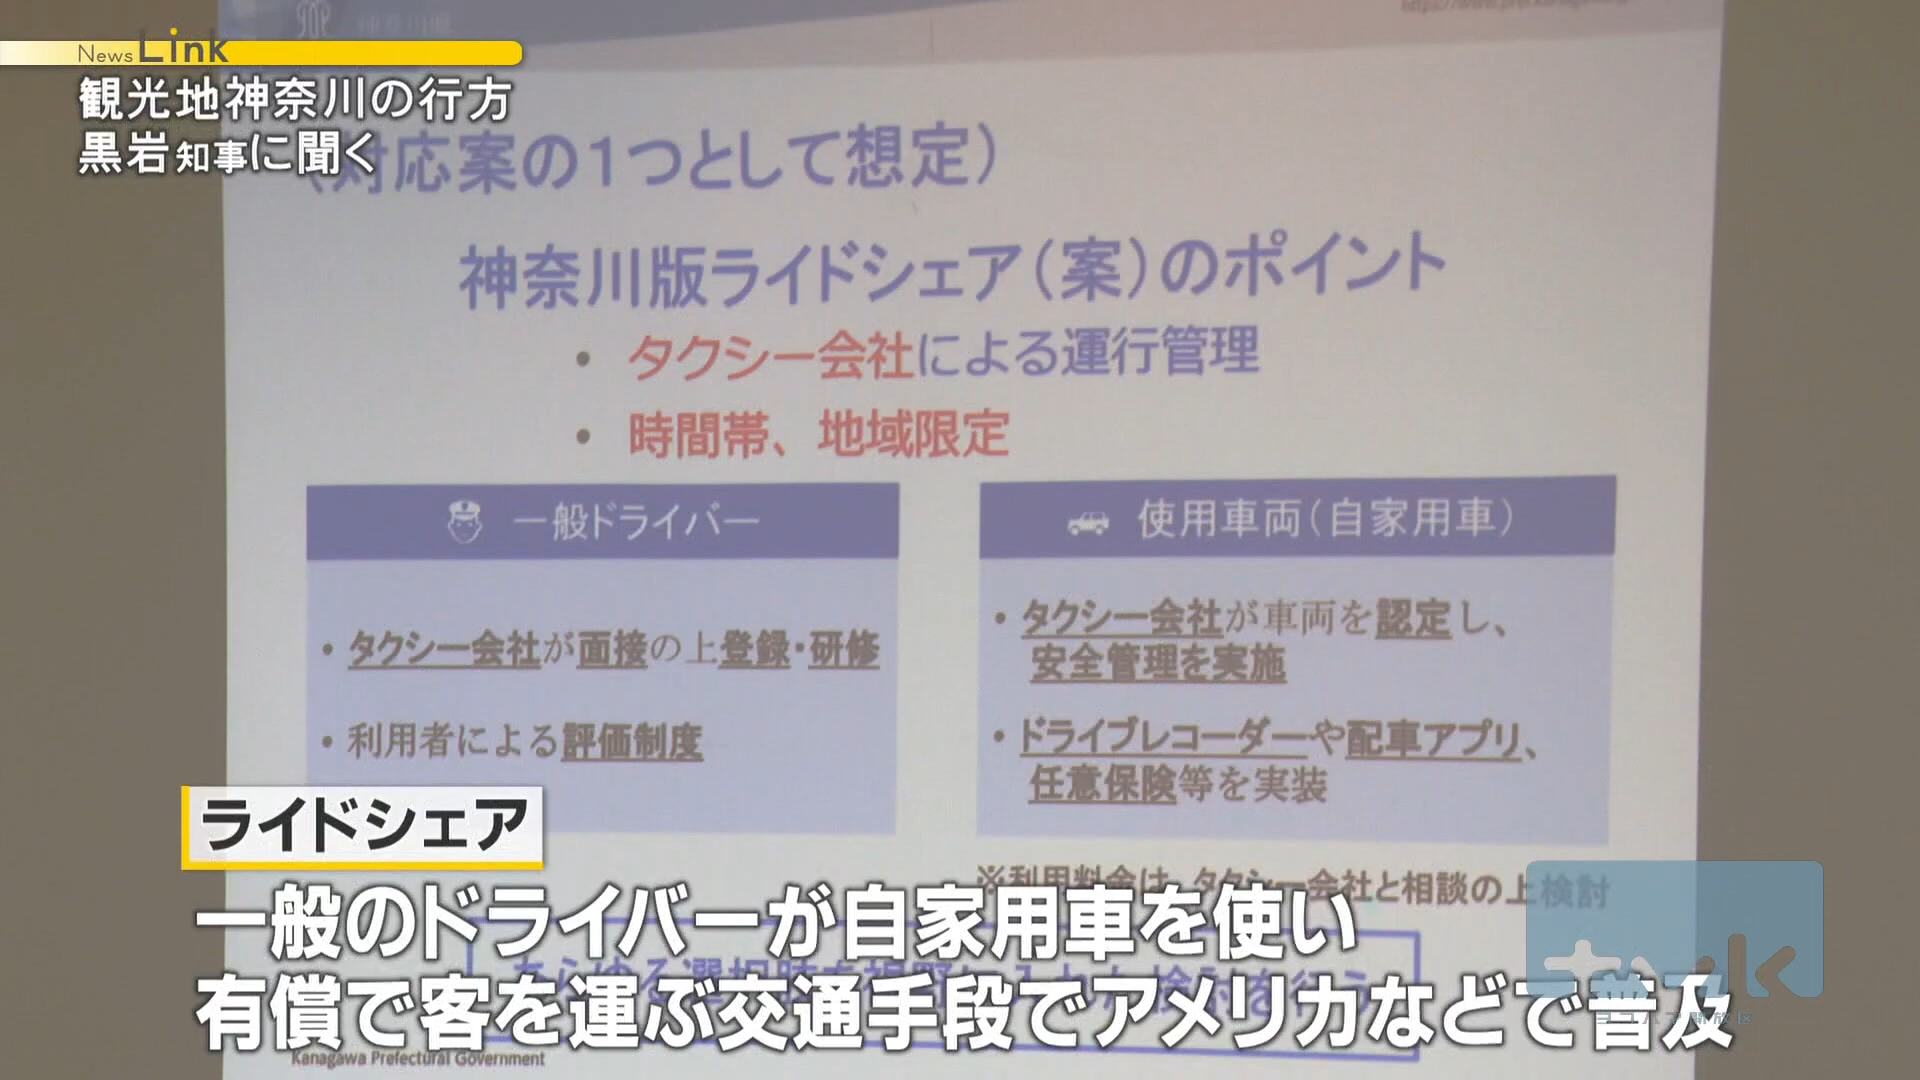 News Link
観光地神奈川の行方
黒岩知事に聞く
(対応案の1つとして想定)
神奈川版ライドシェア(案)のポイント
• タクシー会社による運行管理
• 時間帯、地域限定
一般ドライバー
• タクシー会社が面接の上登録・研修
• 利用者による評価制度
使用車両(自家用車)
• タクシー会社が車両を認定し、
安全管理を実施
• ドライブレコーダーや配車アプリ、
任意保険等を実装
※利用料金は、タクシー会社と相談の上検討
ライドシェア
一般のドライバーが自家用車を使い
有償で客を運ぶ交通手段でアメリカなどで普及
Kanagawa Prefectural Government